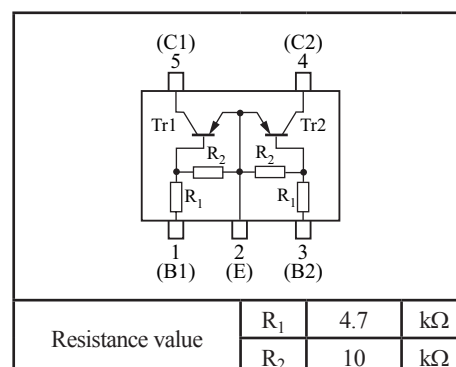 (C1) (C2)
5 4
Tr1 Tr2
R₂ R₂
R₁ R₁
1 2 3
(B1) (E) (B2)
Resistance value R₁ 4.7 kΩ
R₂ 10 kΩ